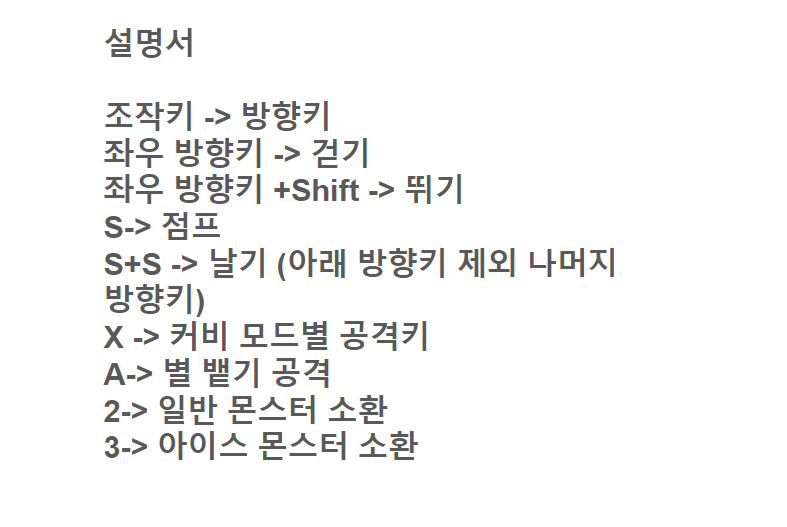 설명서
조작키 -> 방향키
좌우 방향키 -> 걷기
좌우 방향키 +Shift -> 뛰기
S-> 점프
S+S -> 날기 (아래 방향키 제외 나머지
방향키)
X -> 커비 모드별 공격키
A-> 별 뱉기 공격
2-> 일반 몬스터 소환
3-> 아이스 몬스터 소환